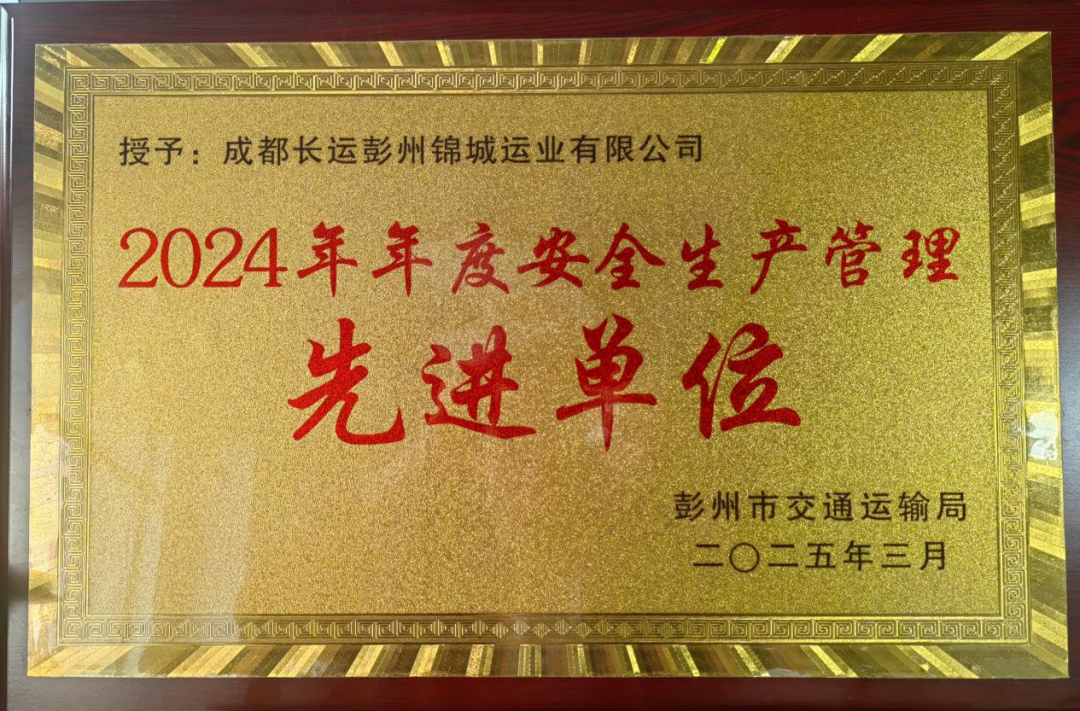 授予：成都长运彭州锦城运业有限公司
2024年年度安全生产管理
先进单位
彭州市交通运输局
二〇二五年三月